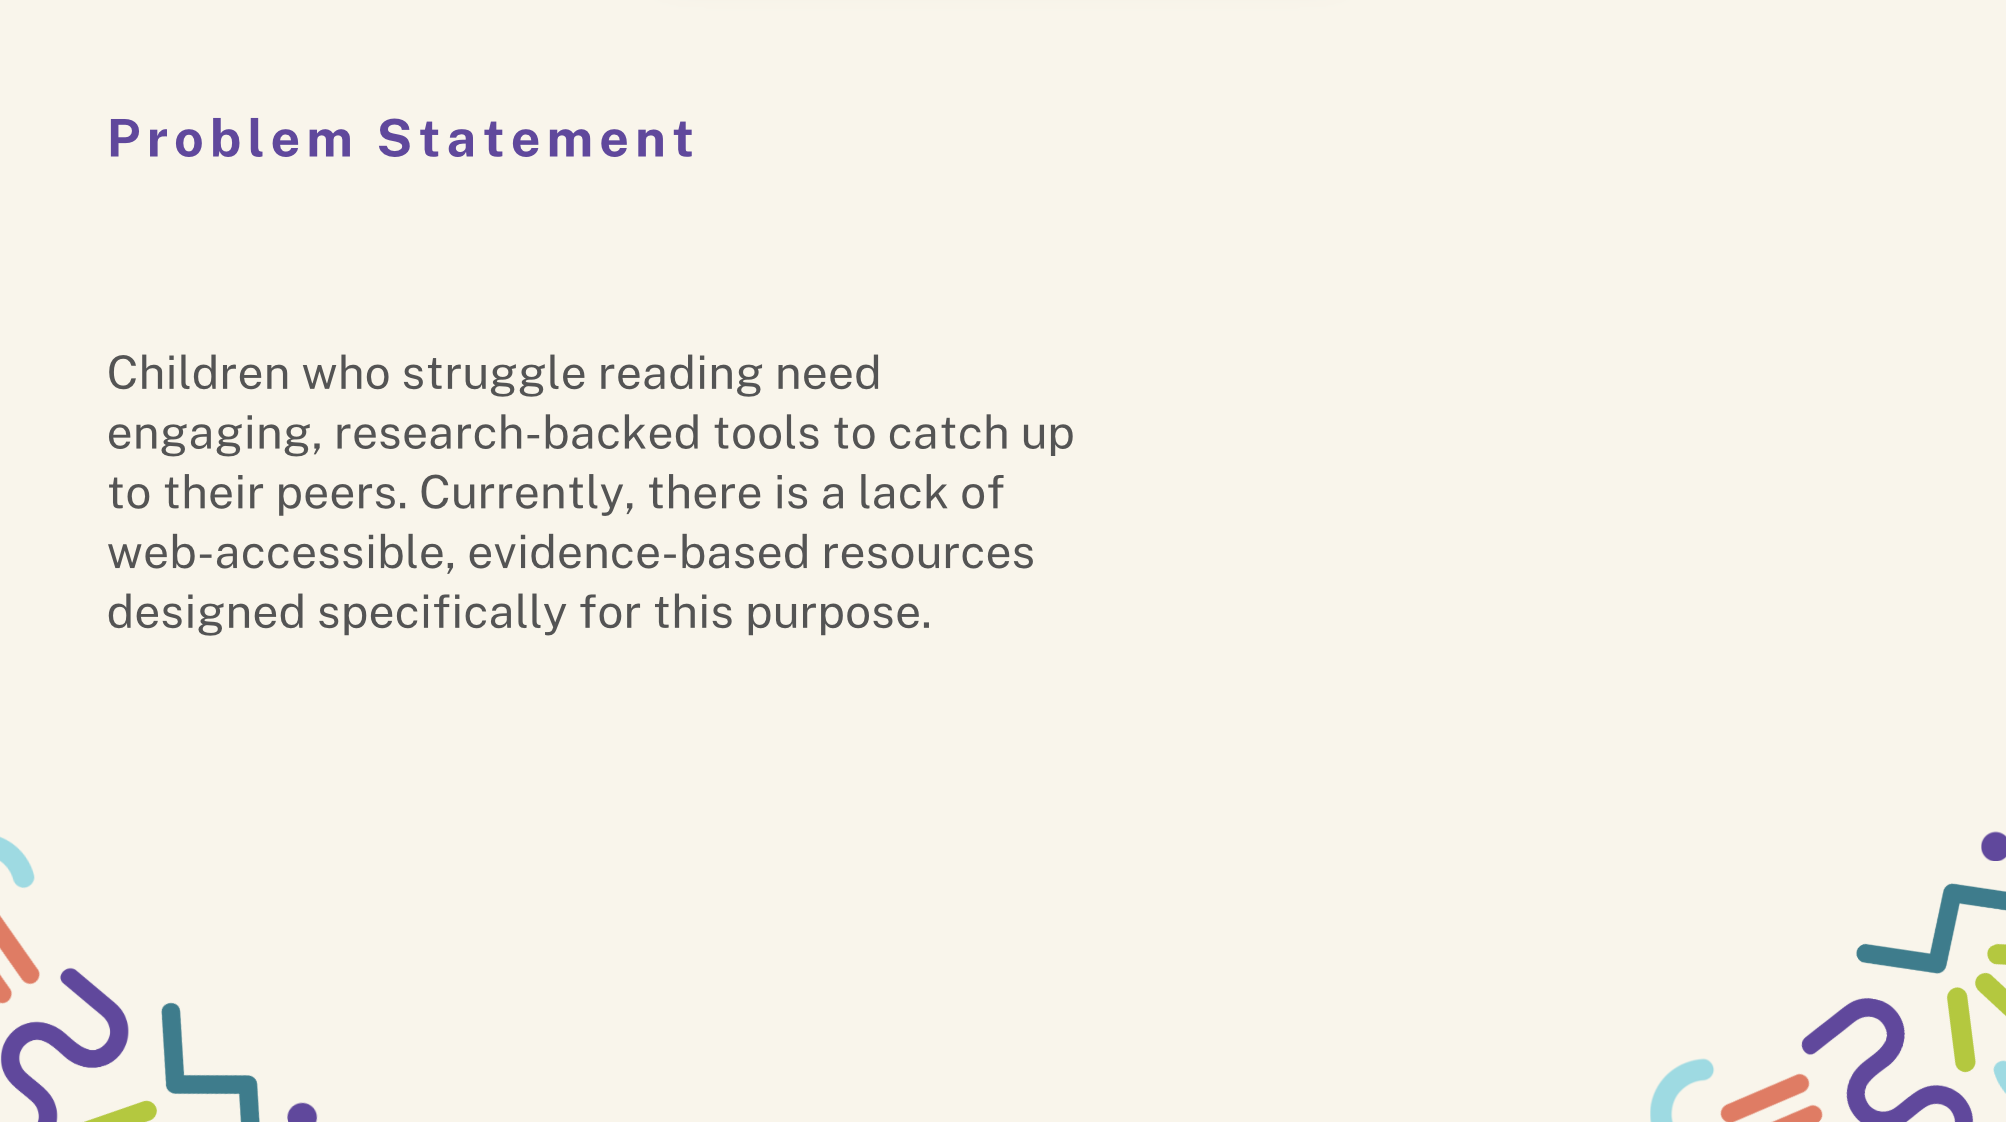 Problem Statement
Children who struggle reading need
engaging, research-backed tools to catch up
to their peers. Currently, there is a lack of
web-accessible, evidence-based resources
designed specifically for this purpose.